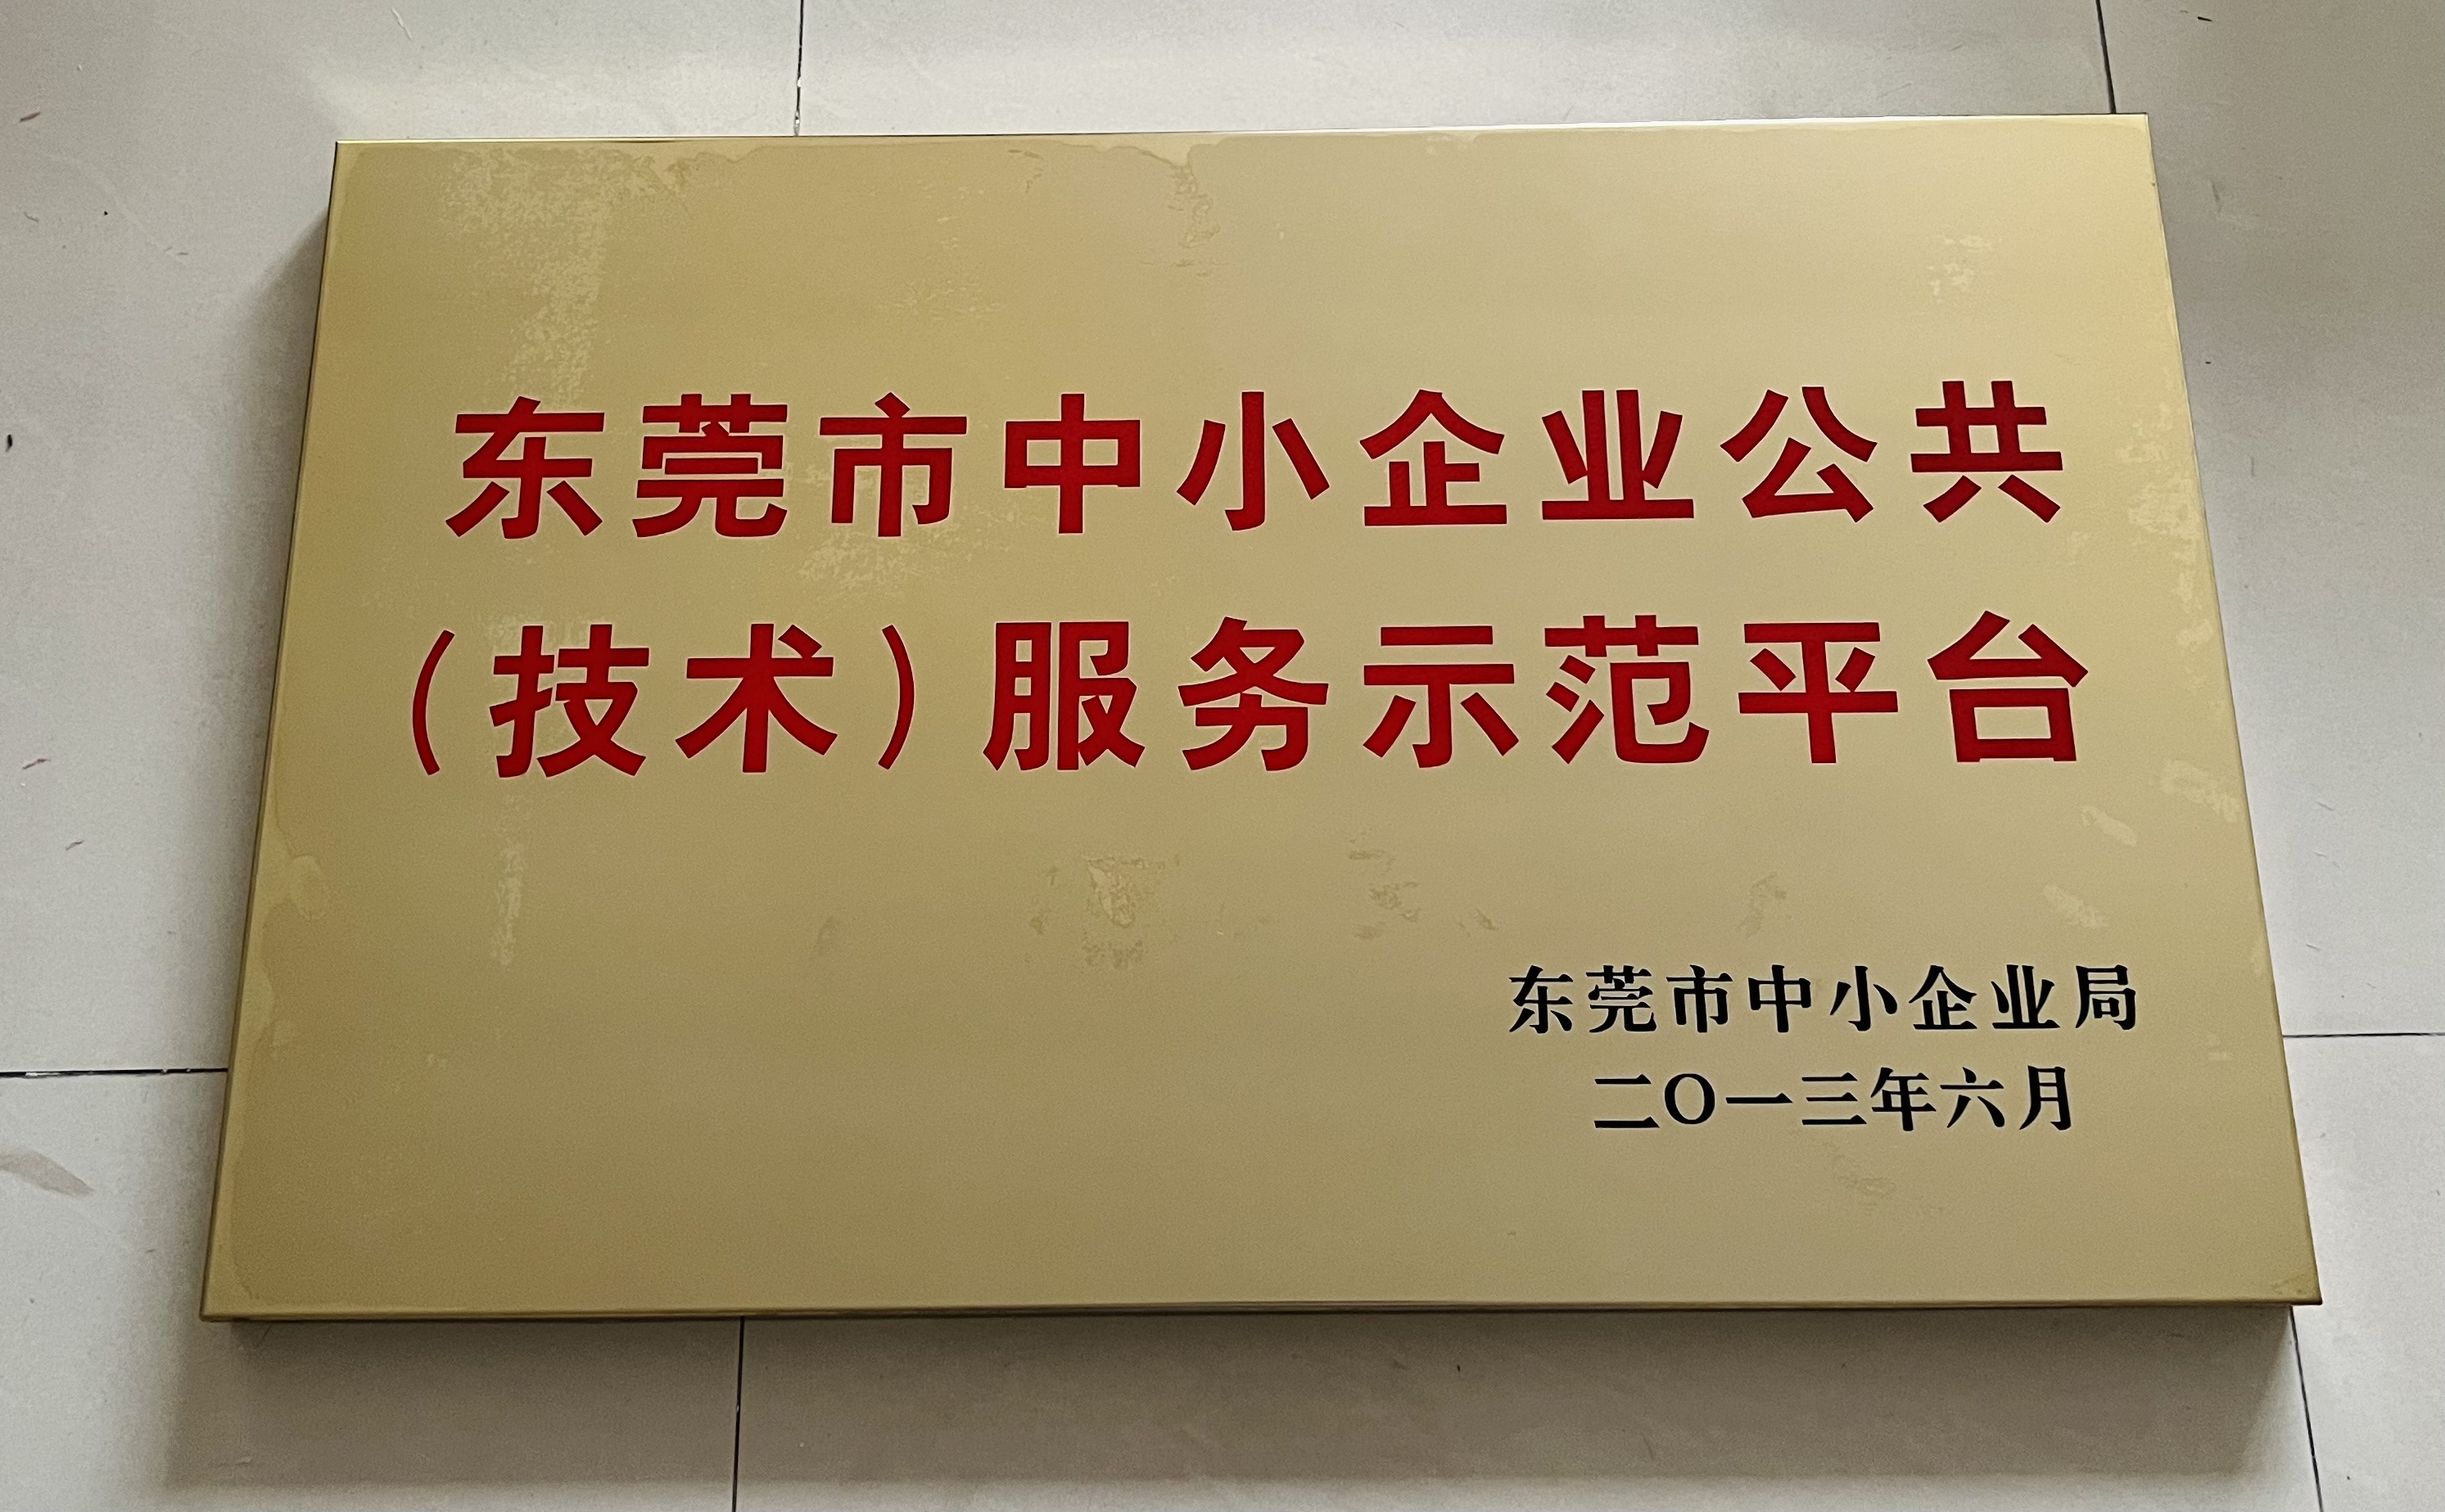 东莞市中小企业公共
（技术）服务示范平台
东莞市中小企业局
二〇一三年六月